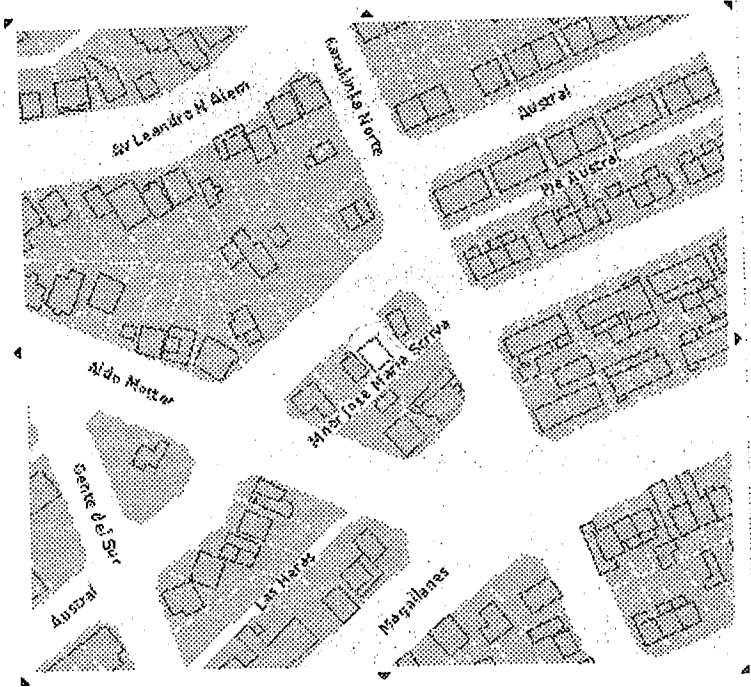 Karukinka Norte
Austral
Av Leandro N Alem
Pje Austral
Mnor Jose Maria Scriva
Aldo Motter
Gente del Sur
Las Heras
Austral
Magallanes